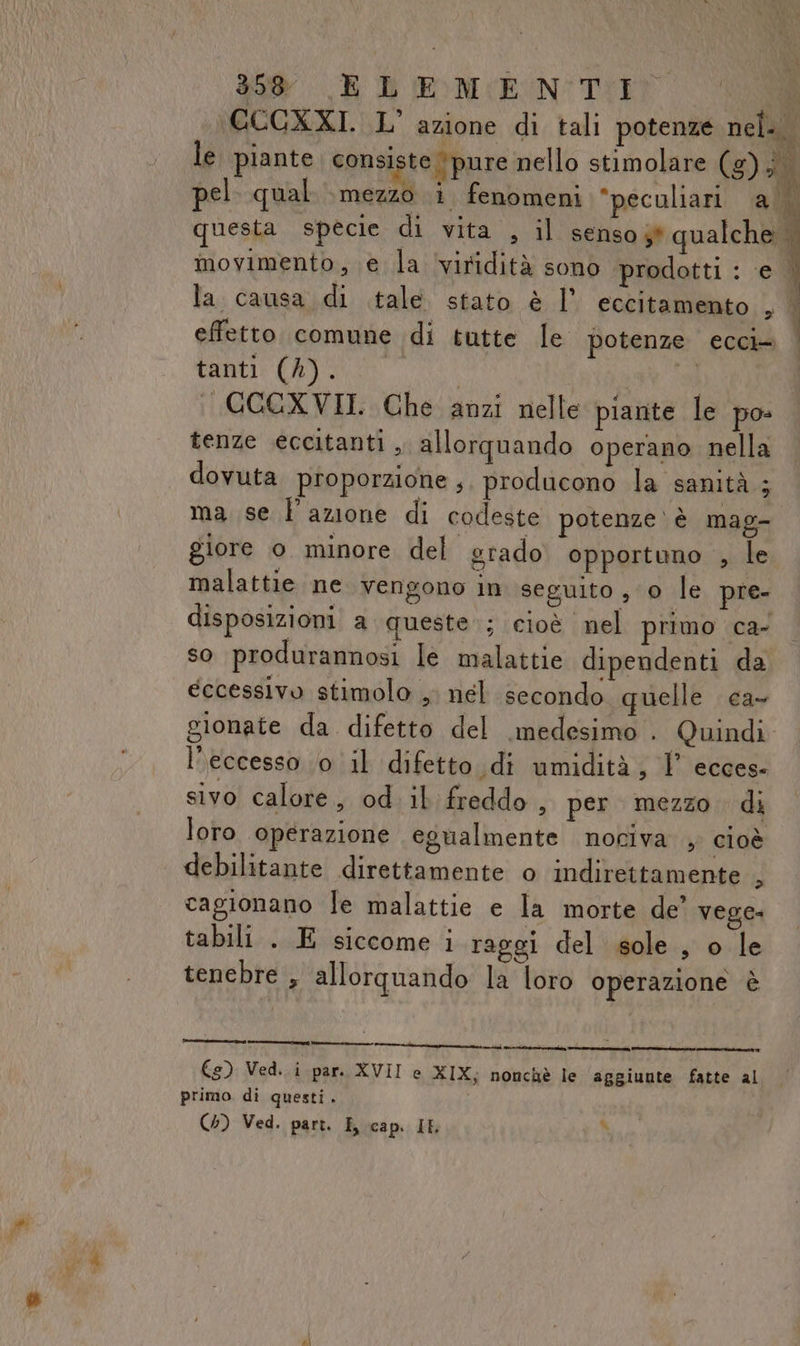 358 ELEMENTI
CCCXXI. L' azione di tali potenze nel-
le piante consiste pure nello stimolare (g);
pel qual mezzo i fenomeni peculiari a
questa specie di vita, il senso, qualche
movimento, e la viridità sono prodotti: e
la causa di tale stato è l' eccitamento,
effetto comune di tutte le potenze ecci-
tanti (h).
CCCXVII. Che anzi nelle piante le po-
tenze eccitanti, allorquando operano nella
dovuta proporzione, producono la sanità;
ma se l'azione di codeste potenze è mag-
giore o minore del grado opportuno, le
malattie ne vengono in seguito, o le pre-
disposizioni a queste; cioè nel primo ca-
so produrannosi le malattie dipendenti da
eccessivo stimolo, nel secondo quelle ca-
gionate da difetto del medesimo. Quindi
l'eccesso o il difetto di umidità, l' ecces-
sivo calore, od il freddo, per mezzo di
loro operazione egualmente nociva, cioè
debilitante direttamente o indirettamente,
cagionano le malattie e la morte de' vege-
tabili. E siccome i raggi del sole, o le
tenebre, allorquando la loro operazione è
(g) Ved. i par. XVII e XIX; nonchè le aggiunte fatte al
primo di questi.
(h) Ved. part. I, cap. II.